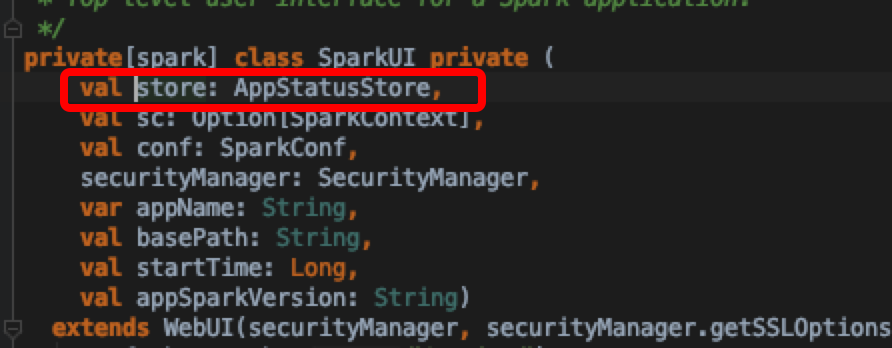 * Top level user interface for a Spark application.
*/
private[spark] class SparkUI private (
val store: AppStatusStore,
val sc: Option[SparkContext],
val conf: SparkConf,
securityManager: SecurityManager,
var appName: String,
val basePath: String,
val startTime: Long,
val appSparkVersion: String)
extends WebUI(securityManager, securityManager.getSSLOptions